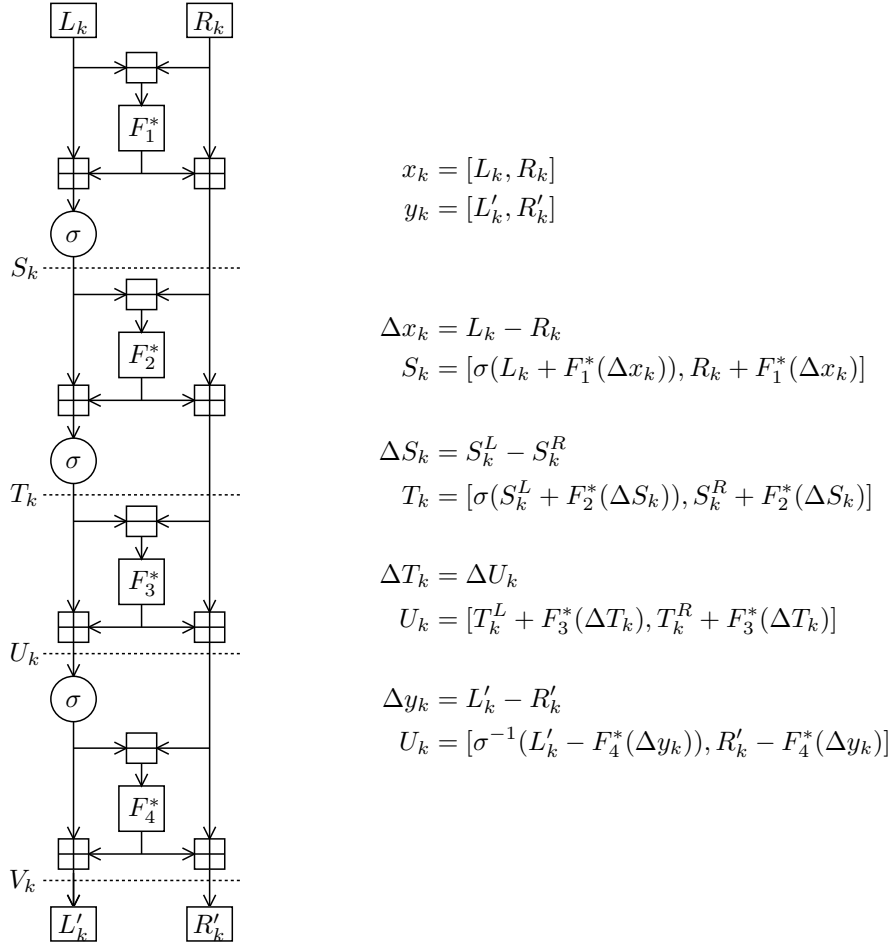 L_k R_k
F_1^*
σ
S_k
F_2^*
σ
T_k
F_3^*
U_k
σ
F_4^*
V_k
L'_k R'_k
x_k = [L_k, R_k]
y_k = [L'_k, R'_k]
Δx_k = L_k − R_k
S_k = [σ(L_k + F_1^*(Δx_k)), R_k + F_1^*(Δx_k)]
ΔS_k = S_k^L − S_k^R
T_k = [σ(S_k^L + F_2^*(ΔS_k)), S_k^R + F_2^*(ΔS_k)]
ΔT_k = ΔU_k
U_k = [T_k^L + F_3^*(ΔT_k), T_k^R + F_3^*(ΔT_k)]
Δy_k = L'_k − R'_k
U_k = [σ^{-1}(L'_k − F_4^*(Δy_k)), R'_k − F_4^*(Δy_k)]